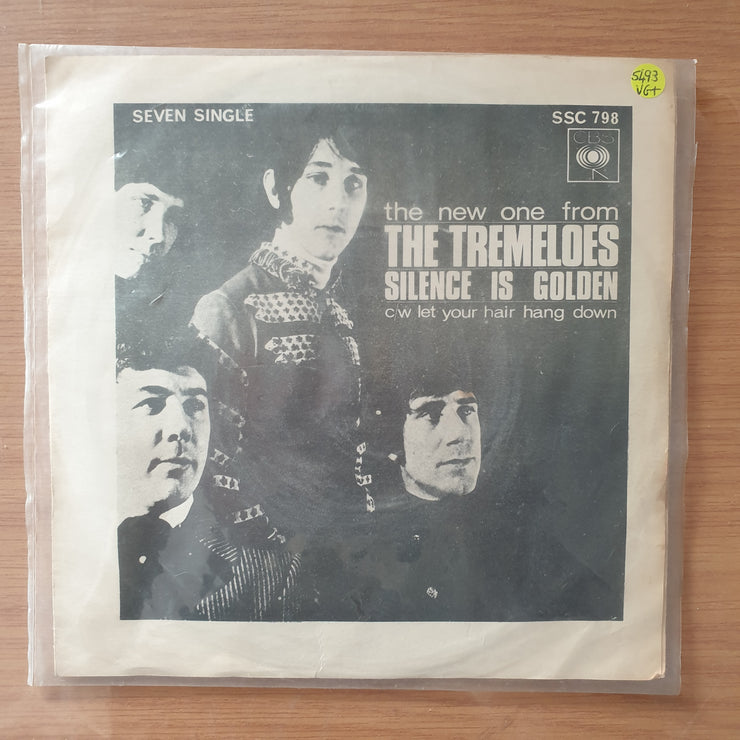 5493
VG+
SEVEN SINGLE
SSC 798
CBS
the new one from
THE TREMELOES
SILENCE IS GOLDEN
c/w let your hair hang down